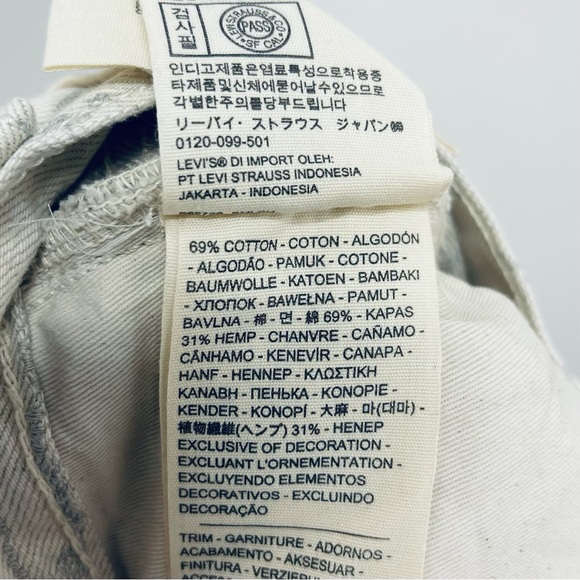 검사필
LEVI STRAUSS & CO
PASS
SF CAL
인디고제품은염료특성으로착용중
타제품및신체에묻어날수있으므로
각별한주의를당부드립니다.
リーバイ・ストラウス ジャパン㈱
0120-099-501
LEVI'S® DI IMPORT OLEH:
PT LEVI STRAUSS INDONESIA
JAKARTA - INDONESIA
69% COTTON - COTON - ALGODÓN
- ALGODÃO - PAMUK - COTONE -
BAUMWOLLE - KATOEN - BAMBAKI
- ХЛОПОК - BAWEŁNA - PAMUT -
BAVLNA - 棉 - 면 - 綿 69% - KAPAS
31% HEMP - CHANVRE - CAÑAMO -
CÂNHAMO - KENEVİR - CANAPA -
HANF - HENNEP - ΚΛΩΣΤΙΚΗ
KANABH - ПЕНЬКА - KONOPIE -
KENDER - KONOPÍ - 大麻 - 마(대마) -
植物繊維(ヘンプ) 31% - HENEP
EXCLUSIVE OF DECORATION -
EXCLUANT L'ORNEMENTATION -
EXCLUYENDO ELEMENTOS
DECORATIVOS - EXCLUINDO
DECORAÇÃO
TRIM - GARNITURE - ADORNOS -
ACABAMENTO - AKSESUAR -
FINITURA - VERZIERUNG